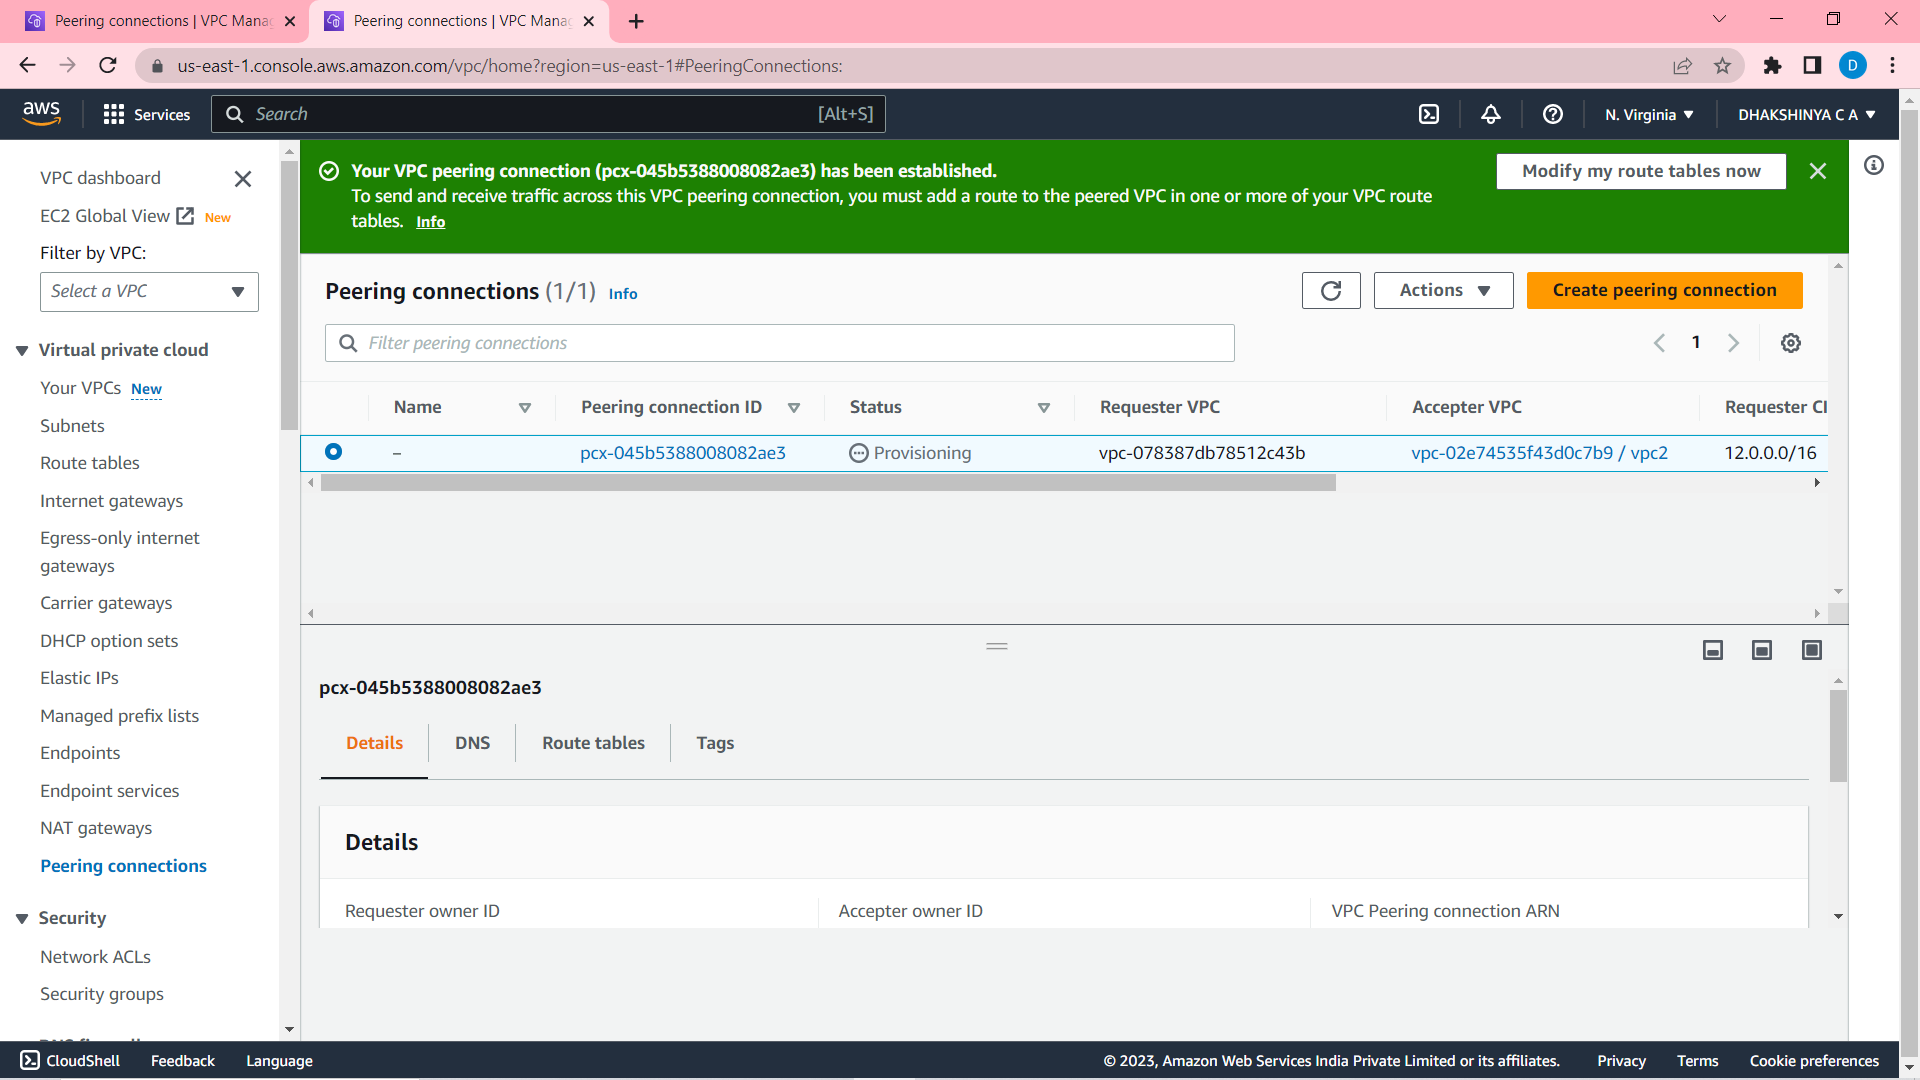 Peering connections | VPC Mana
Peering connections | VPC Mana
us-east-1.console.aws.amazon.com/vpc/home?region=us-east-1#PeeringConnections:
D
aws
Services
Search
[Alt+S]
N. Virginia
DHAKSHINYA C A
VPC dashboard
EC2 Global View New
Filter by VPC:
Select a VPC
Virtual private cloud
Your VPCs New
Subnets
Route tables
Internet gateways
Egress-only internet
gateways
Carrier gateways
DHCP option sets
Elastic IPs
Managed prefix lists
Endpoints
Endpoint services
NAT gateways
Peering connections
Security
Network ACLs
Security groups
Your VPC peering connection (pcx-045b5388008082ae3) has been established.
To send and receive traffic across this VPC peering connection, you must add a route to the peered VPC in one or more of your VPC route
tables. Info
Modify my route tables now
Peering connections (1/1) Info
Actions
Create peering connection
Filter peering connections
1
Name Peering connection ID Status Requester VPC Accepter VPC Requester CI
– pcx-045b5388008082ae3 Provisioning vpc-078387db78512c43b vpc-02e74535f43d0c7b9 / vpc2 12.0.0.0/16
pcx-045b5388008082ae3
Details DNS Route tables Tags
Details
Requester owner ID Accepter owner ID VPC Peering connection ARN
CloudShell Feedback Language © 2023, Amazon Web Services India Private Limited or its affiliates. Privacy Terms Cookie preferences